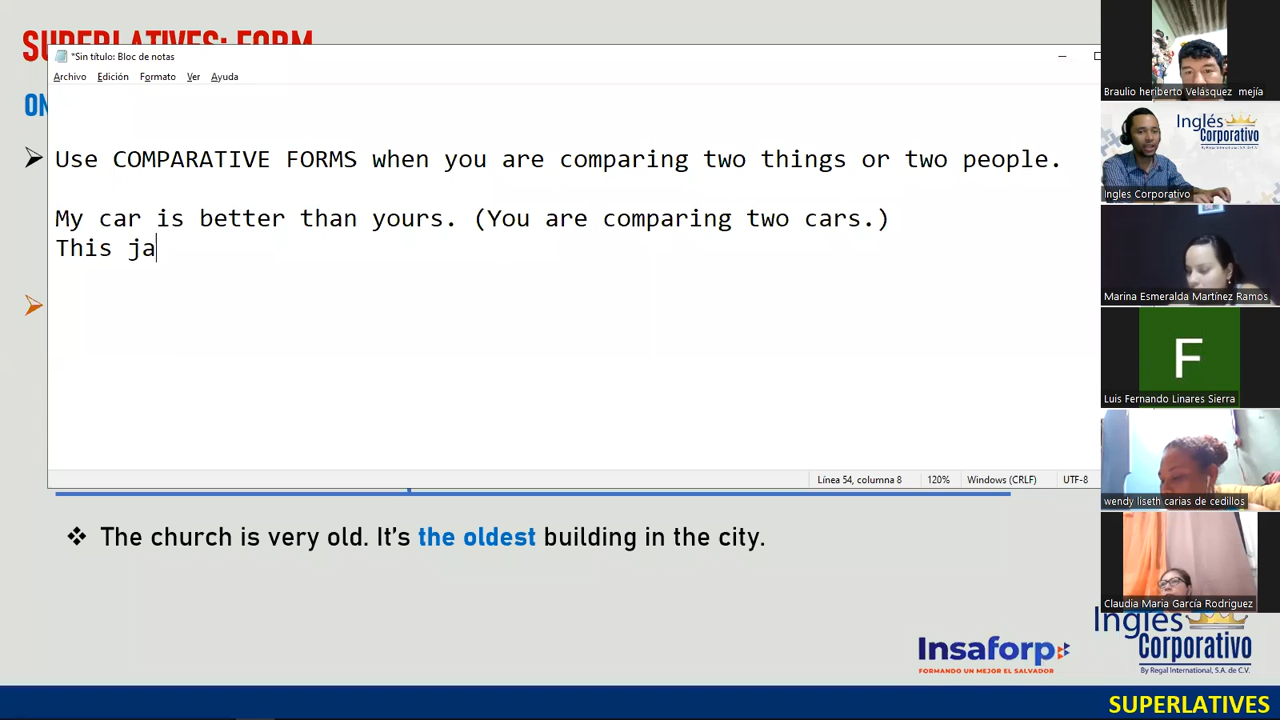 SUPERLATIVES: FORM
*Sin título: Bloc de notas
Archivo Edición Formato Ver Ayuda
ON
Use COMPARATIVE FORMS when you are comparing two things or two people.
My car is better than yours. (You are comparing two cars.)
This ja
Línea 54, columna 8 120% Windows (CRLF) UTF-8
The church is very old. It's the oldest building in the city.
Insaforp
FORMANDO UN MEJOR EL SALVADOR
Inglés
Corporativo
By Regal International, S.A. de C.V.
SUPERLATIVES
Braulio heriberto Velásquez mejía
Inglés
Corporativo
By Regal International, S.A. de C.V.
Ingles Corporativo
Marina Esmeralda Martínez Ramos
F
Luis Fernando Linares Sierra
wendy liseth carias de cedillos
Claudia Maria García Rodriguez